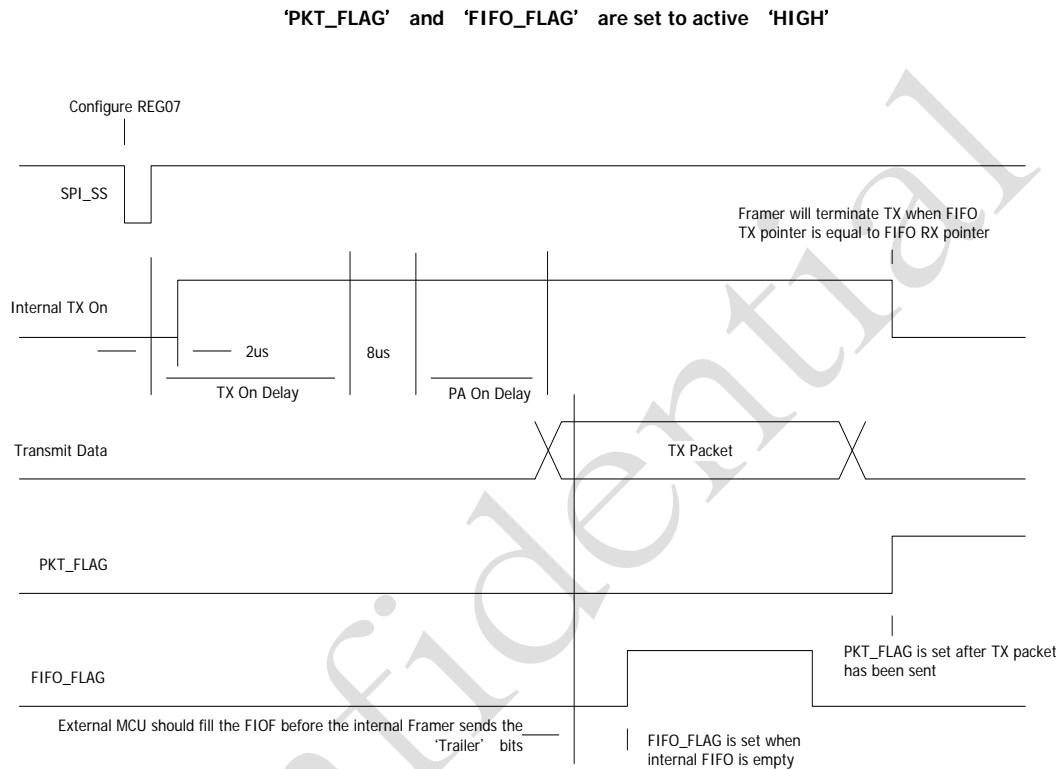 ‘PKT_FLAG’ and ‘FIFO_FLAG’ are set to active ‘HIGH’
Configure REG07
SPI_SS
Framer will terminate TX when FIFO
TX pointer is equal to FIFO RX pointer
Internal TX On
2us
8us
TX On Delay
PA On Delay
Transmit Data
TX Packet
PKT_FLAG
PKT_FLAG is set after TX packet
has been sent
FIFO_FLAG
External MCU should fill the FIOF before the internal Framer sends the
‘Trailer’ bits
FIFO_FLAG is set when
internal FIFO is empty
nfidential